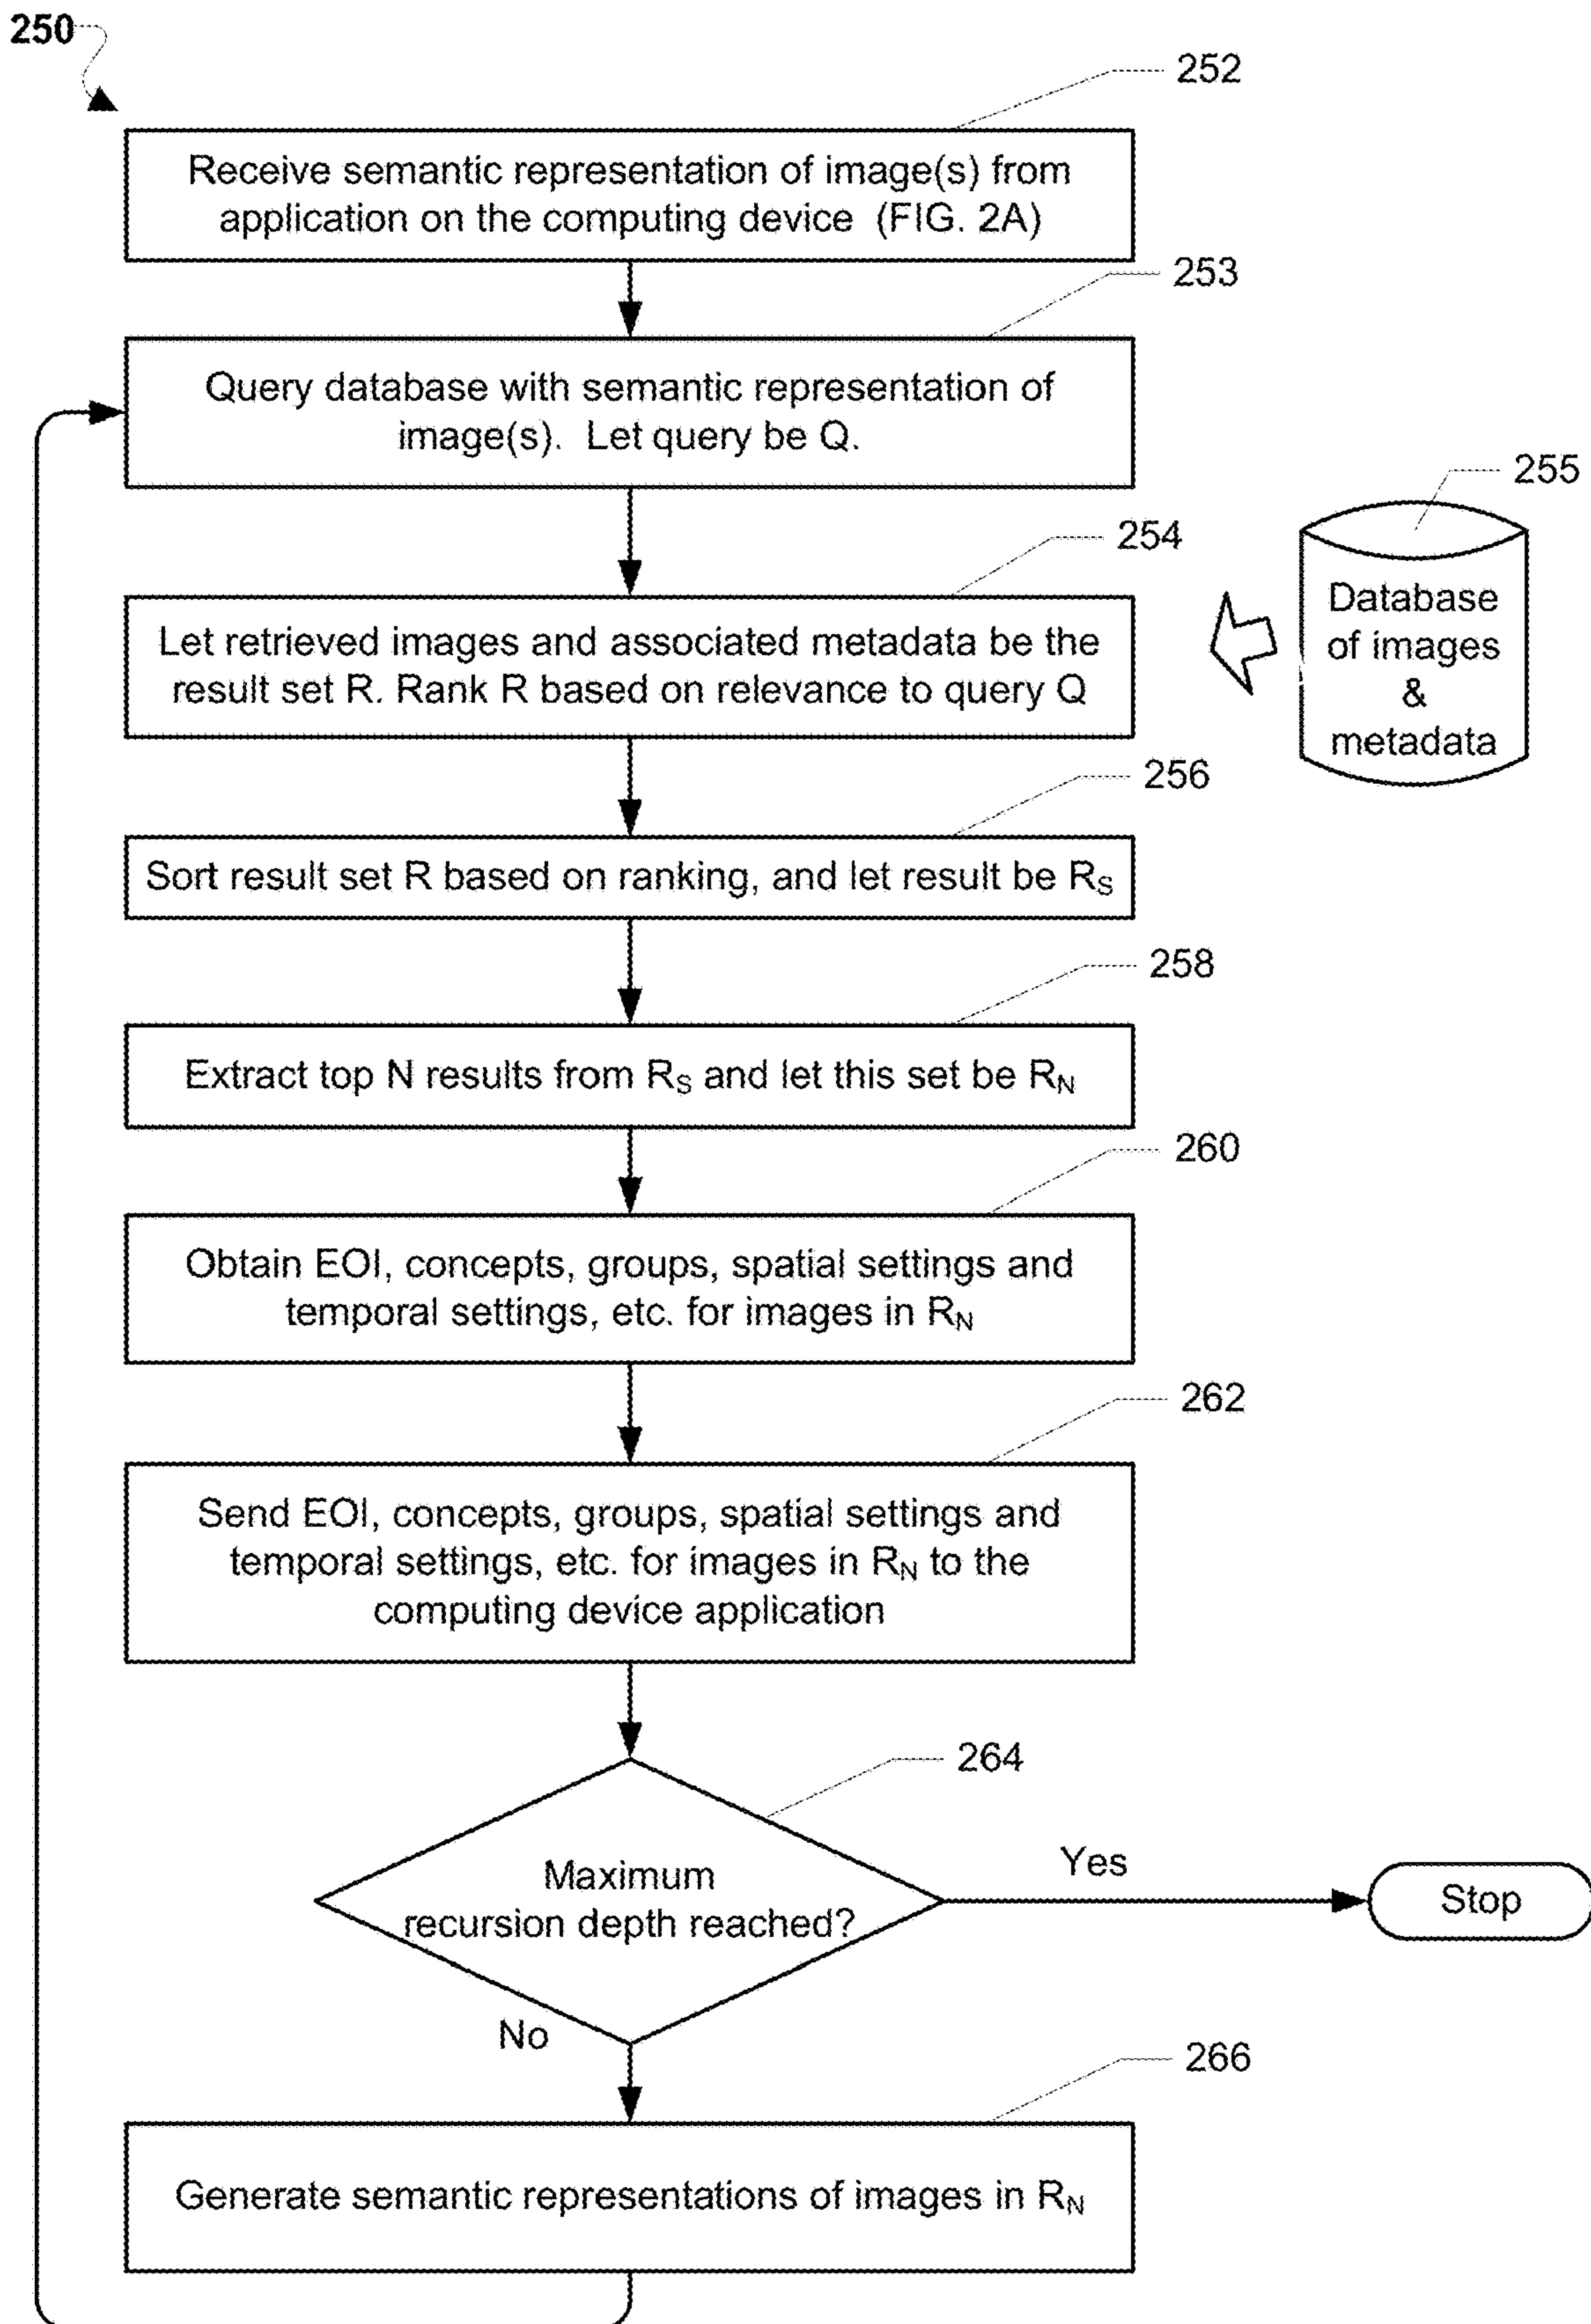 250
252
Receive semantic representation of image(s) from
application on the computing device (FIG. 2A)
253
Query database with semantic representation of
image(s). Let query be Q.
254
Let retrieved images and associated metadata be the
result set R. Rank R based on relevance to query Q
255
Database
of images
&
metadata
256
Sort result set R based on ranking, and let result be R_S
258
Extract top N results from R_S and let this set be R_N
260
Obtain EOI, concepts, groups, spatial settings and
temporal settings, etc. for images in R_N
262
Send EOI, concepts, groups, spatial settings and
temporal settings, etc. for images in R_N to the
computing device application
264
Maximum
recursion depth reached?
Yes
Stop
No
266
Generate semantic representations of images in R_N